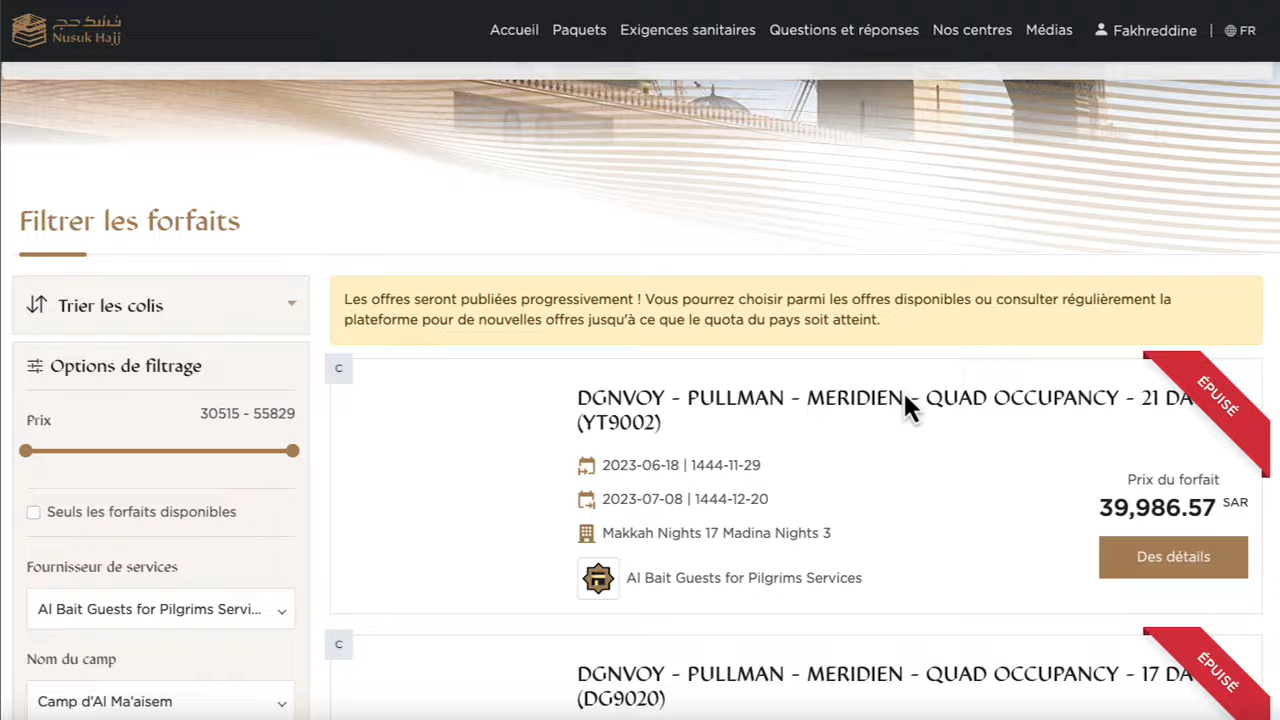 نسك حج
Nusuk Hajj
Accueil Paquets Exigences sanitaires Questions et réponses Nos centres Médias Fakhreddine | FR
Filtrer les forfaits
Trier les colis
Options de filtrage
Prix 30515 - 55829
Seuls les forfaits disponibles
Fournisseur de services
Al Bait Guests for Pilgrims Servi...
Nom du camp
Camp d'Al Ma'aisem
Les offres seront publiées progressivement ! Vous pourrez choisir parmi les offres disponibles ou consulter régulièrement la
plateforme pour de nouvelles offres jusqu'à ce que le quota du pays soit atteint.
C
ÉPUISÉ
DGNVOY - PULLMAN - MERIDIEN - QUAD OCCUPANCY - 21 DA
(YT9002)
2023-06-18 | 1444-11-29
2023-07-08 | 1444-12-20
Makkah Nights 17 Madina Nights 3
Al Bait Guests for Pilgrims Services
Prix du forfait
39,986.57 SAR
Des détails
C
ÉPUISÉ
DGNVOY - PULLMAN - MERIDIEN - QUAD OCCUPANCY - 17 DA
(DG9020)